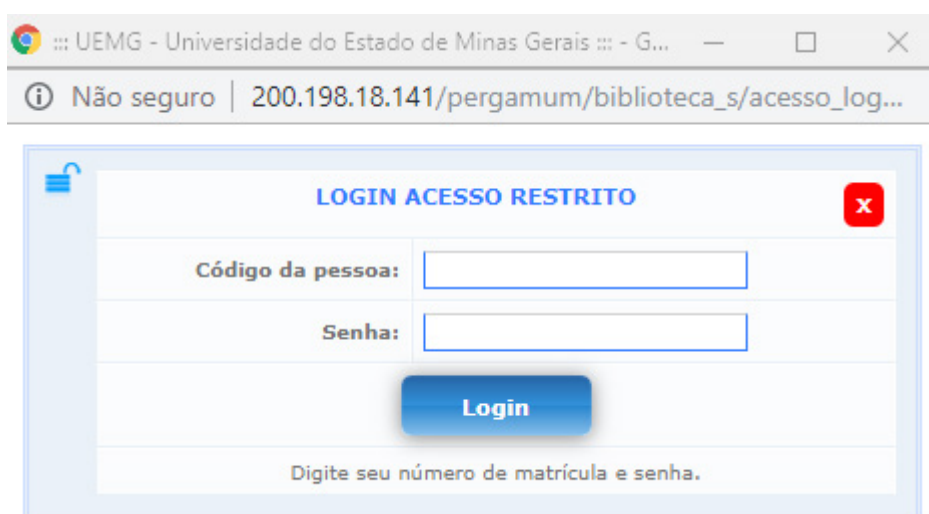 ::: UEMG - Universidade do Estado de Minas Gerais ::: - G...
Não seguro | 200.198.18.141/pergamum/biblioteca_s/acesso_log...
LOGIN ACESSO RESTRITO
x
Código da pessoa:
Senha:
Login
Digite seu número de matrícula e senha.